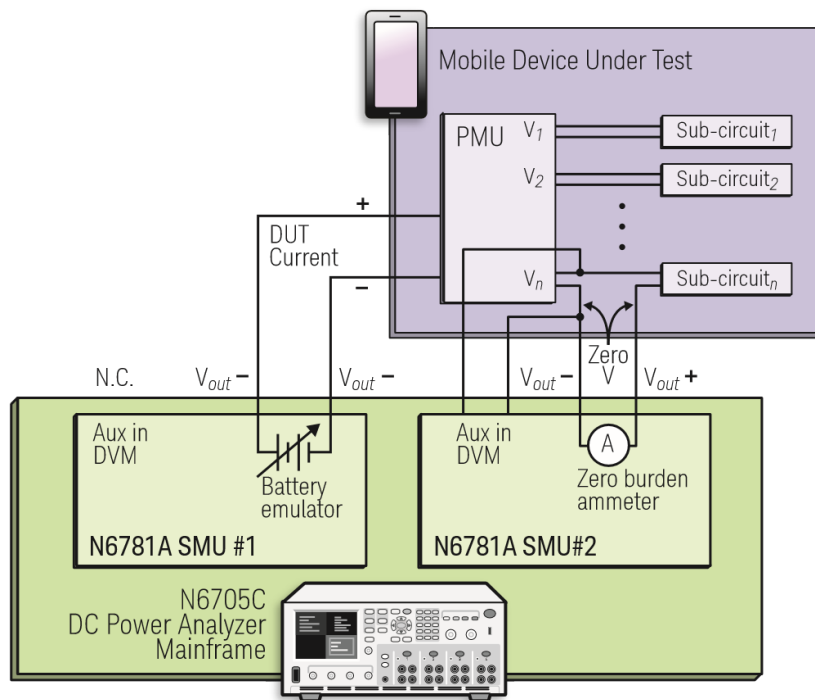 Mobile Device Under Test
PMU
V1
Sub-circuit1
V2
Sub-circuit2
+
DUT
Current
−
Vn
Sub-circuitn
Zero
V
N.C.
Vout −
Vout −
Vout −
Vout +
Aux in
DVM
Battery
emulator
N6781A SMU #1
Aux in
DVM
A
Zero burden
ammeter
N6781A SMU#2
N6705C
DC Power Analyzer
Mainframe